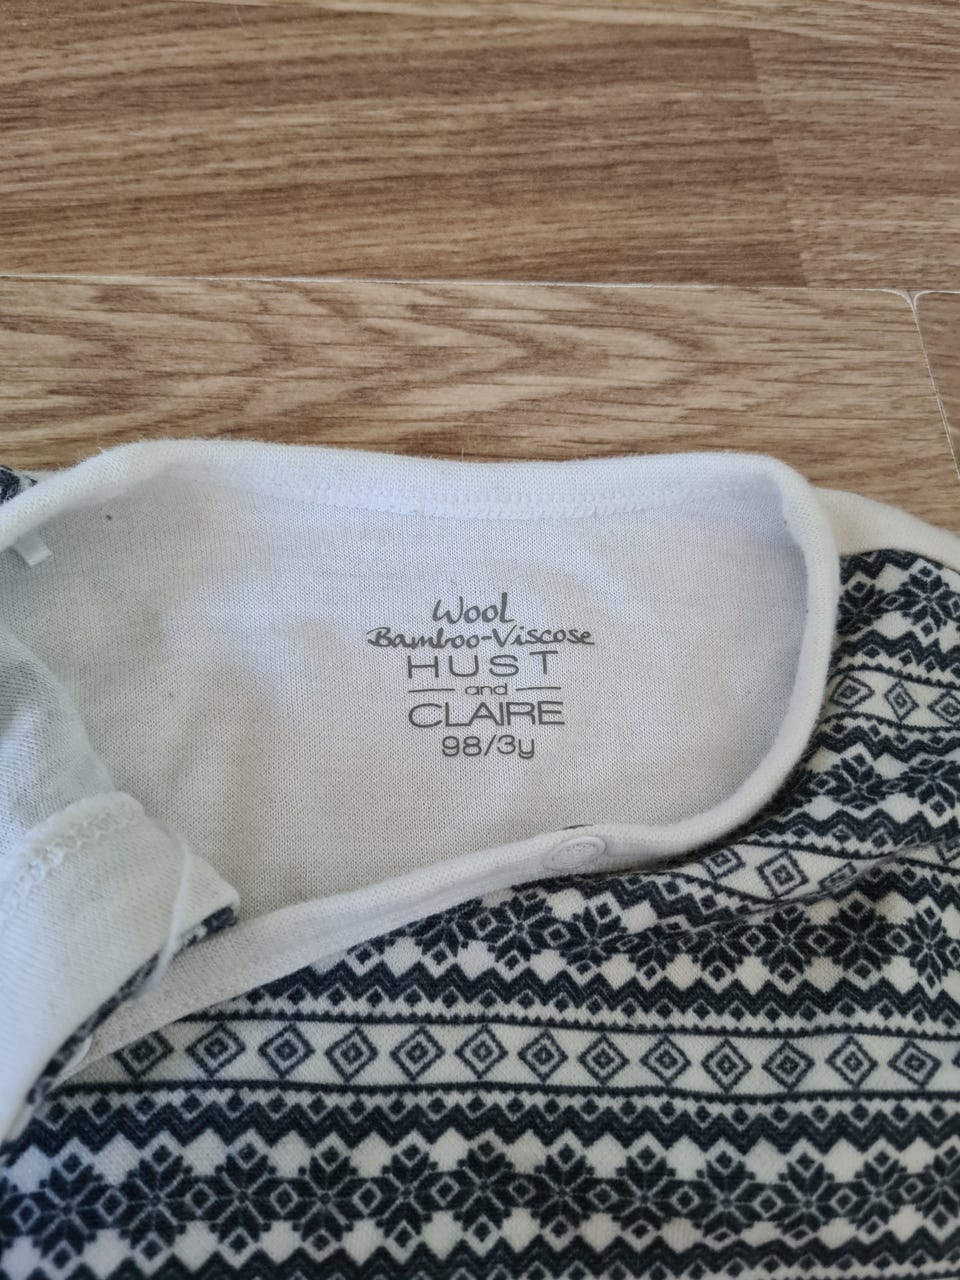 Wool
Bamboo-Viscose
HUST
and
CLAIRE
98/3y